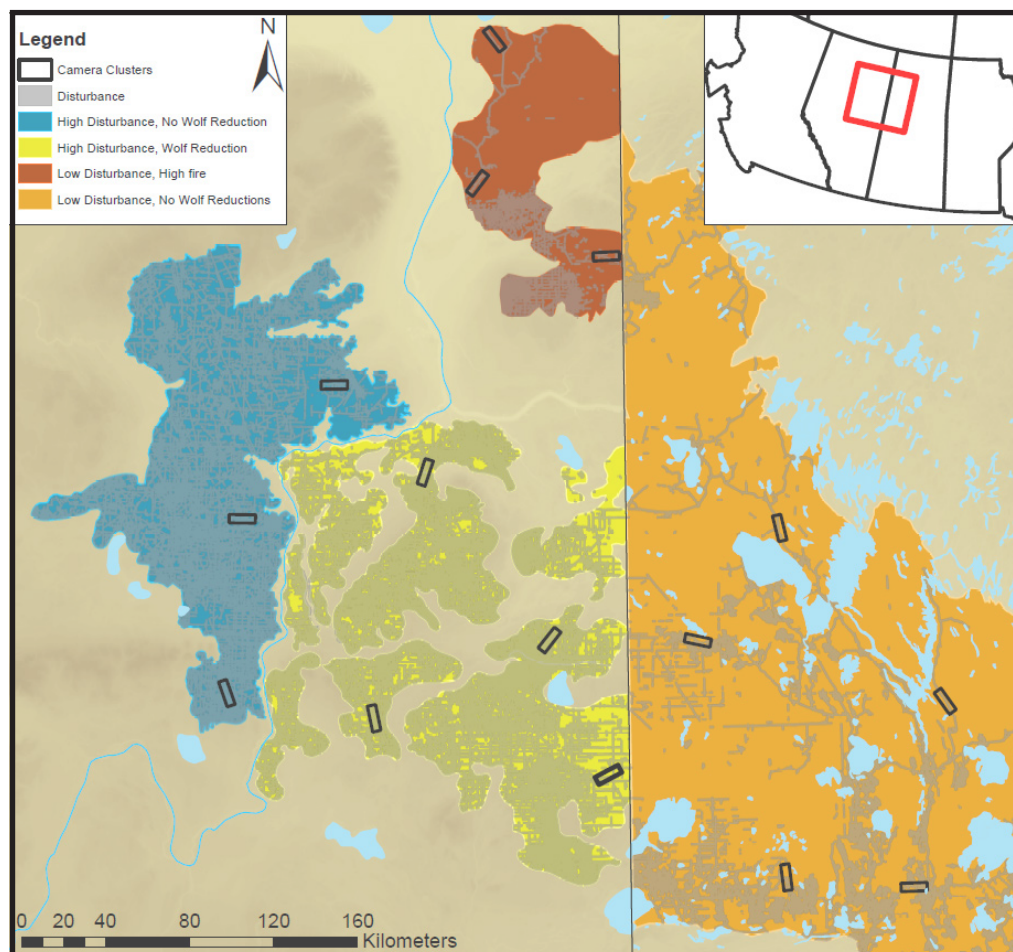 Legend
N
Camera Clusters
Disturbance
High Disturbance, No Wolf Reduction
High Disturbance, Wolf Reduction
Low Disturbance, High fire
Low Disturbance, No Wolf Reductions
0 20 40 80 120 160
Kilometers